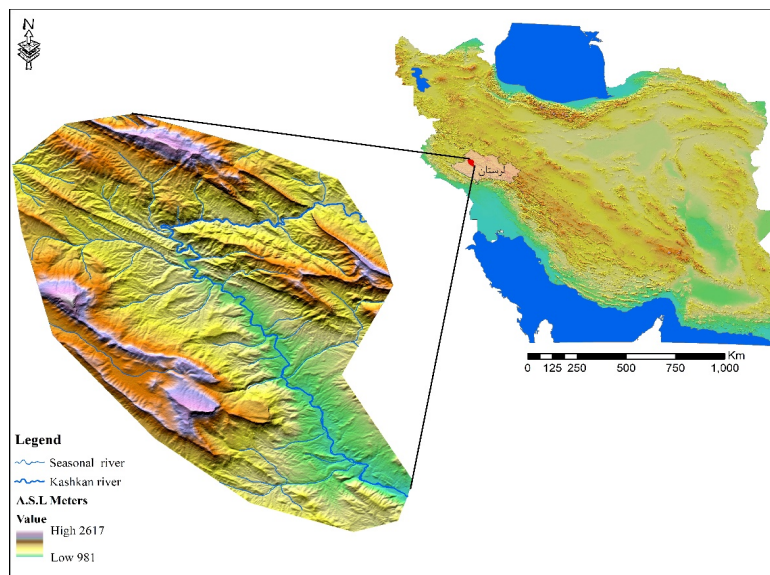 N
لرستان
Km
0 125 250 500 750 1,000
Legend
Seasonal river
Kashkan river
A.S.L Meters
Value
High 2617
Low 981